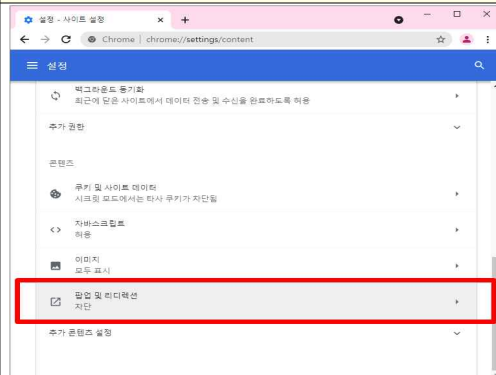 설정 - 사이트 설정
Chrome | chrome://settings/content
설정
백그라운드 동기화
최근에 닫은 사이트에서 데이터 전송 및 수신을 완료하도록 허용
추가 권한
콘텐츠
쿠키 및 사이트 데이터
시크릿 모드에서는 타사 쿠키가 차단됨
자바스크립트
허용
이미지
모두 표시
팝업 및 리디렉션
차단
추가 콘텐츠 설정